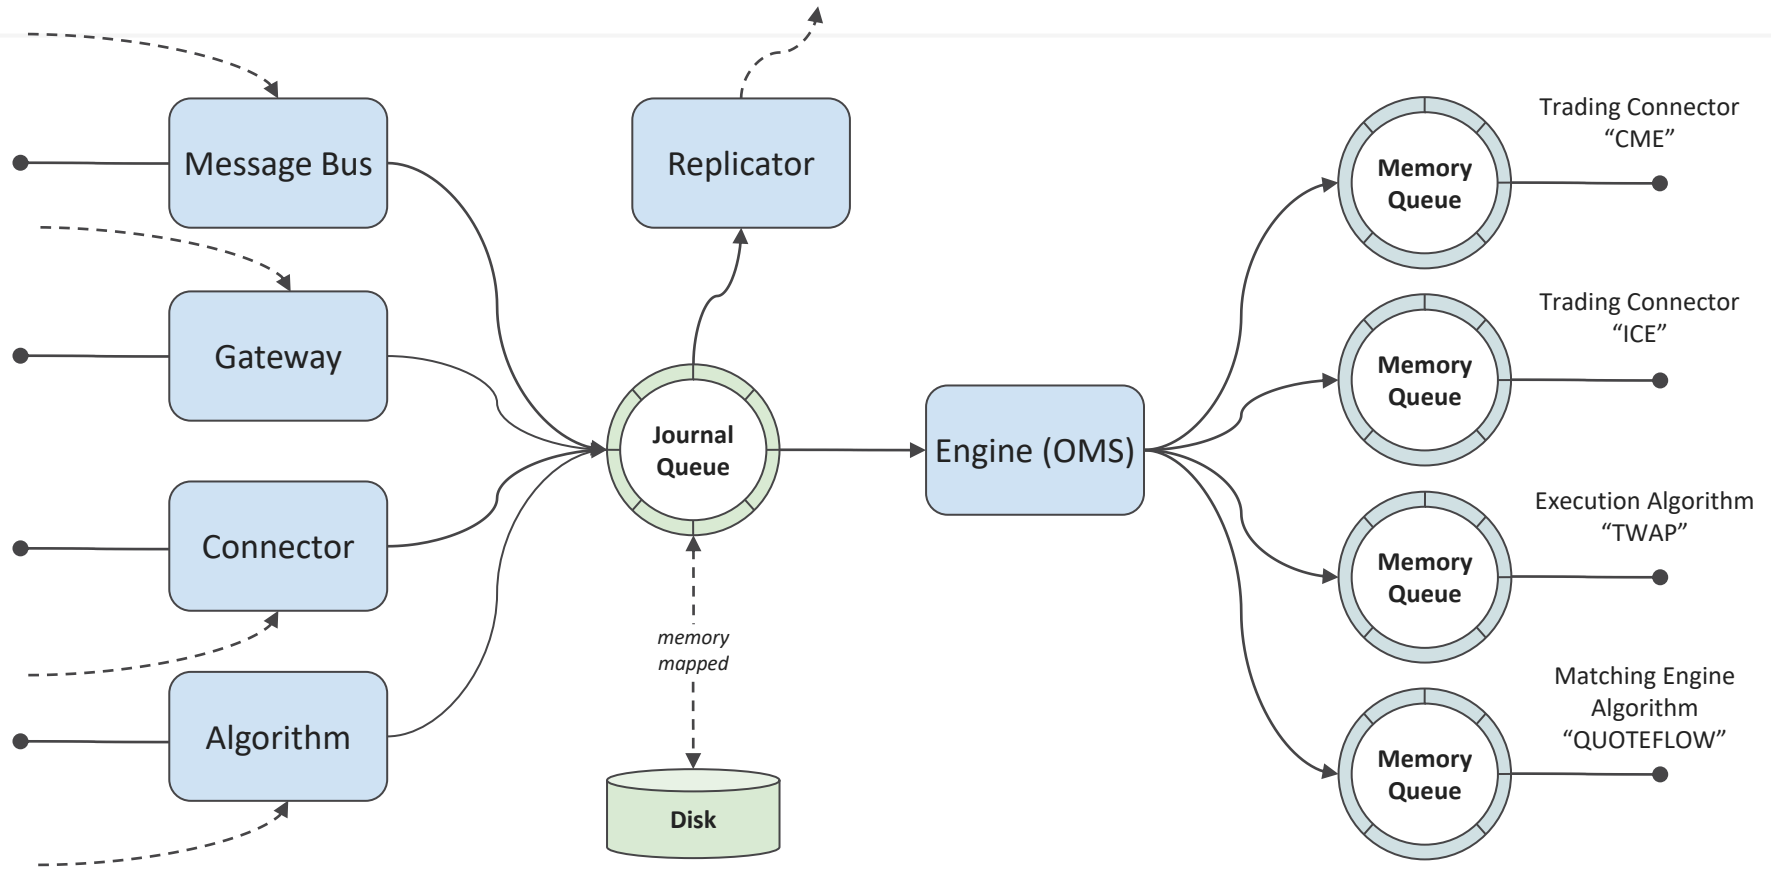 Message Bus
Gateway
Connector
Algorithm
Replicator
Journal
Queue
memory
mapped
Disk
Engine (OMS)
Memory
Queue
Trading Connector
“CME”
Memory
Queue
Trading Connector
“ICE”
Memory
Queue
Execution Algorithm
“TWAP”
Memory
Queue
Matching Engine
Algorithm
“QUOTEFLOW”